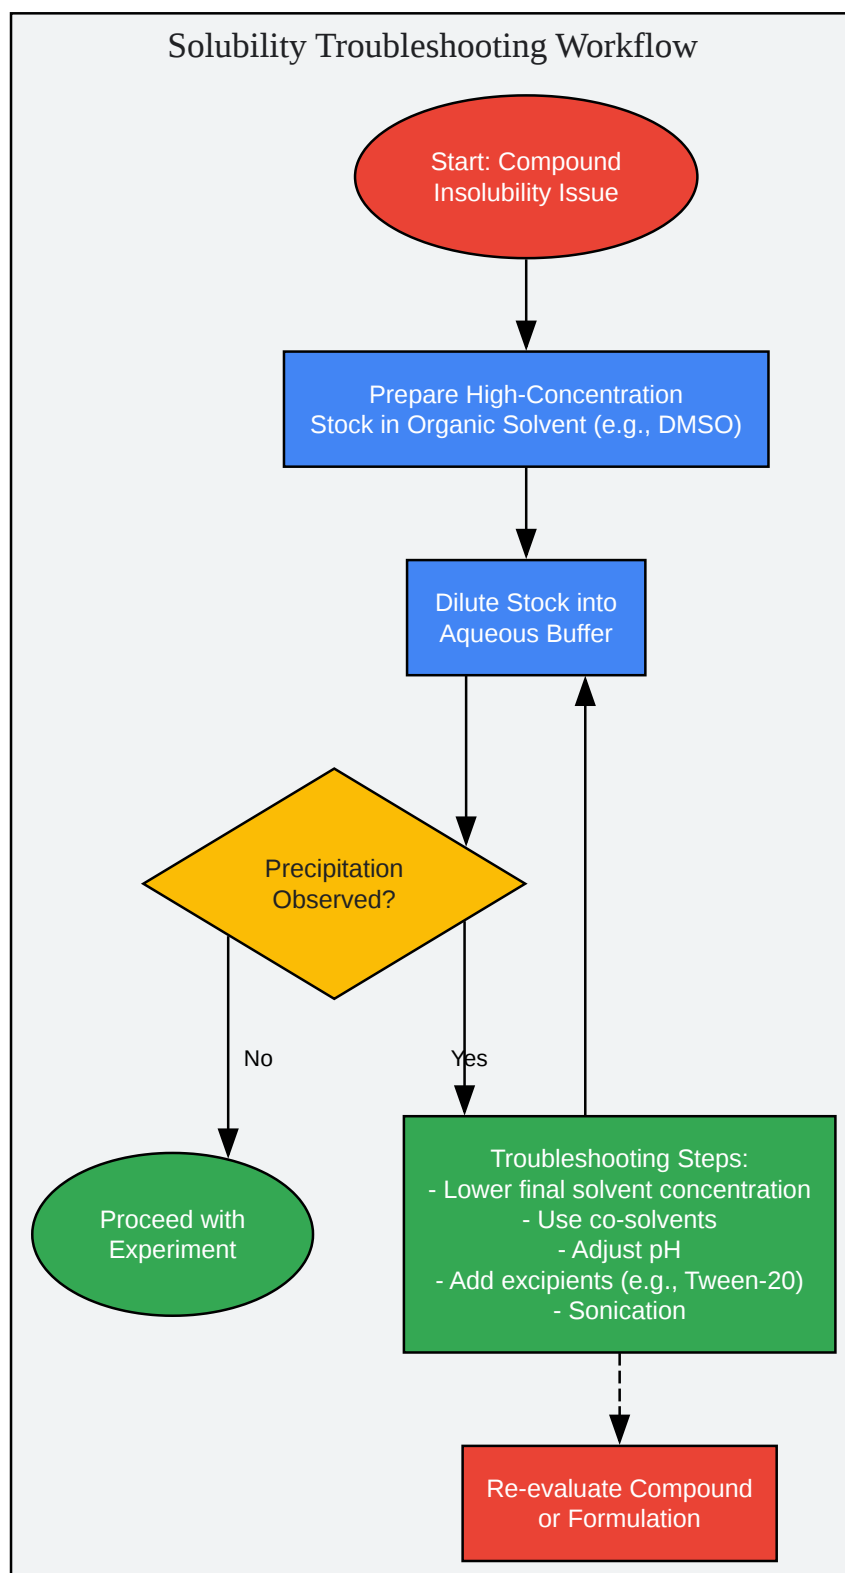 Solubility Troubleshooting Workflow
Start: Compound
Insolubility Issue
Prepare High-Concentration
Stock in Organic Solvent (e.g., DMSO)
Dilute Stock into
Aqueous Buffer
Precipitation
Observed?
No
Yes
Proceed with
Experiment
Troubleshooting Steps:
- Lower final solvent concentration
- Use co-solvents
- Adjust pH
- Add excipients (e.g., Tween-20)
- Sonication
Re-evaluate Compound
or Formulation